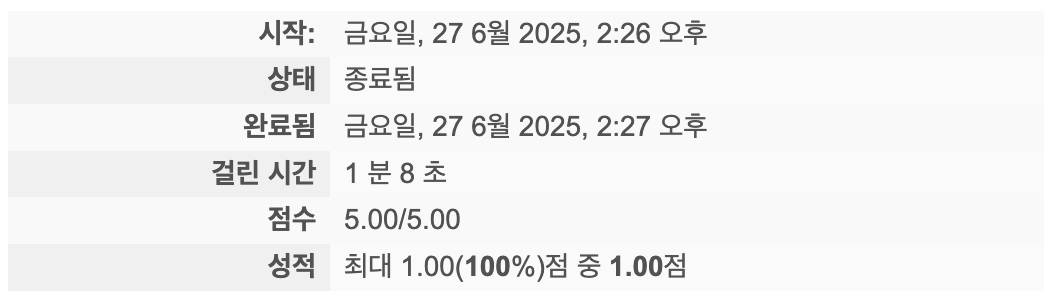 시작: 금요일, 27 6월 2025, 2:26 오후
상태 종료됨
완료됨 금요일, 27 6월 2025, 2:27 오후
걸린 시간 1 분 8 초
점수 5.00/5.00
성적 최대 1.00(100%)점 중 1.00점